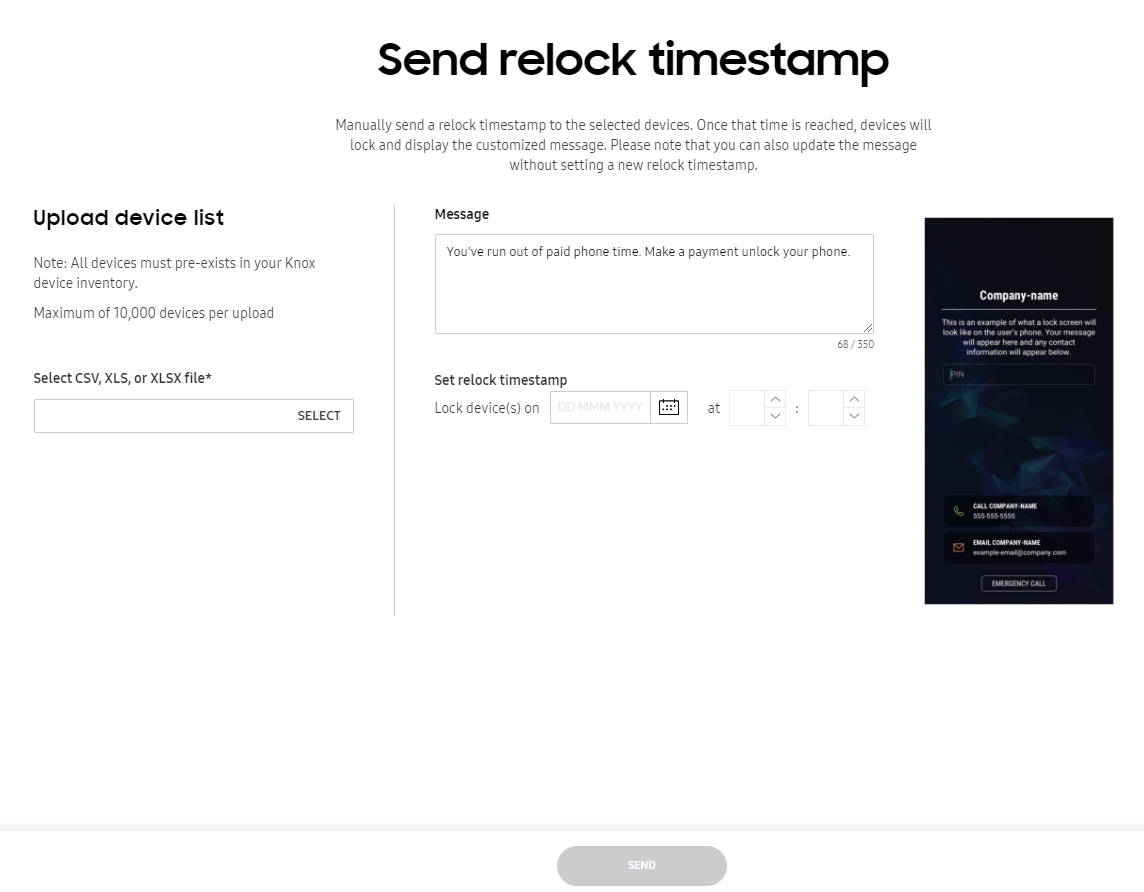 Send relock timestamp
Manually send a relock timestamp to the selected devices. Once that time is reached, devices will
lock and display the customized message. Please note that you can also update the message
without setting a new relock timestamp.
Upload device list
Note: All devices must pre-exists in your Knox
device inventory.
Maximum of 10,000 devices per upload
Select CSV, XLS, or XLSX file*
SELECT
Message
You've run out of paid phone time. Make a payment unlock your phone.
68 / 350
Set relock timestamp
Lock device(s) on DD MMM YYYY at :
Company-name
This is an example of what a lock screen will
look like on the user's phone. Your message
will appear here and any contact
information will appear below.
PIN
CALL COMPANY-NAME
555-555-5555
EMAIL COMPANY-NAME
example-email@company.com
EMERGENCY CALL
SEND